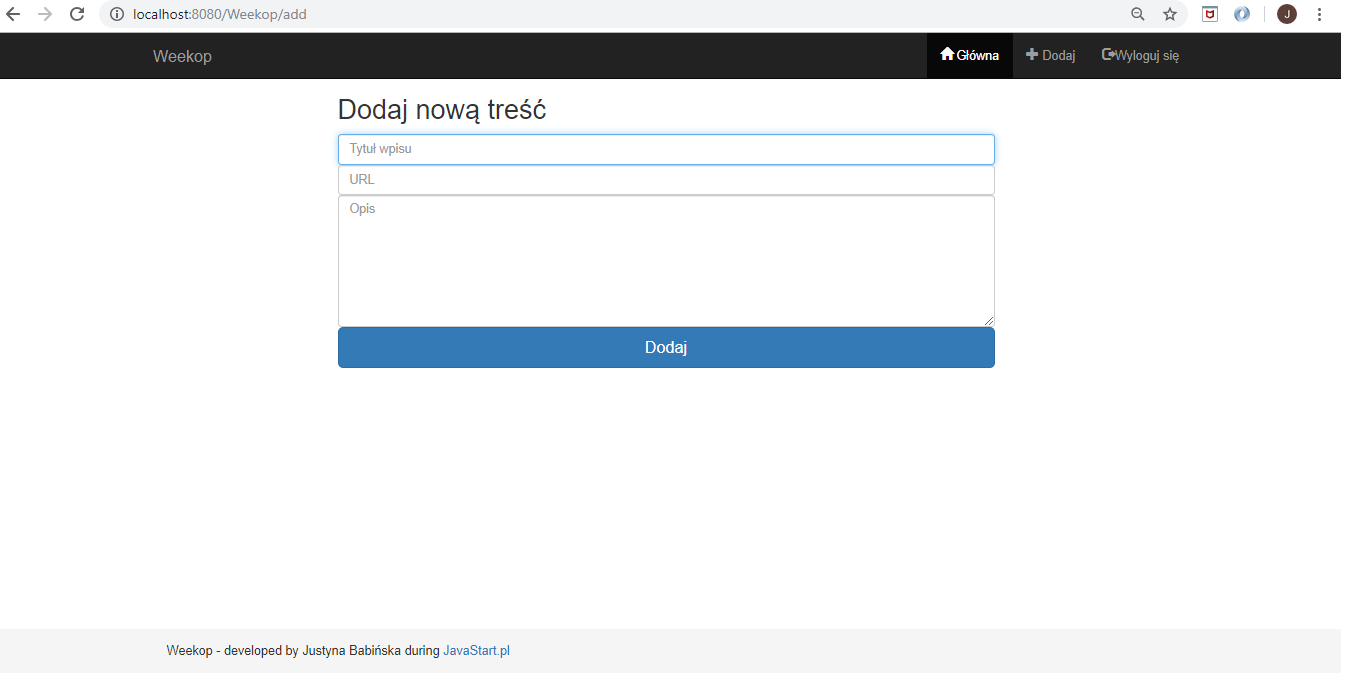 localhost:8080/Weekop/add
J
Weekop
Główna
Dodaj
Wyloguj się
Dodaj nową treść
Tytuł wpisu
URL
Opis
Dodaj
Weekop - developed by Justyna Babińska during JavaStart.pl